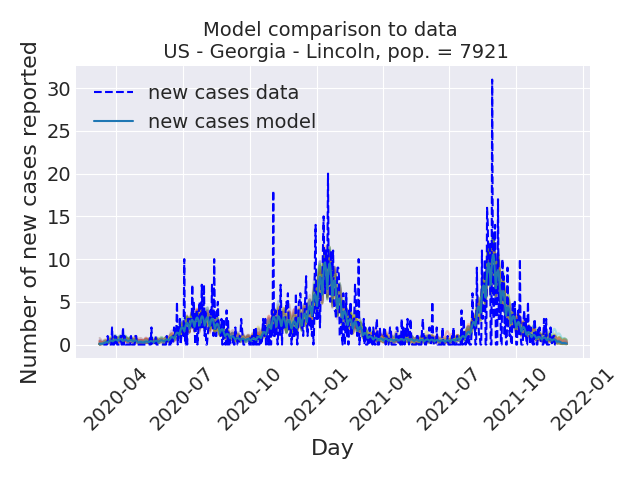 Model comparison to data
US - Georgia - Lincoln, pop. = 7921
Number of new cases reported
30
25
20
15
10
5
0
new cases data
new cases model
2020-04
2020-07
2020-10
2021-01
2021-04
2021-07
2021-10
2022-01
Day